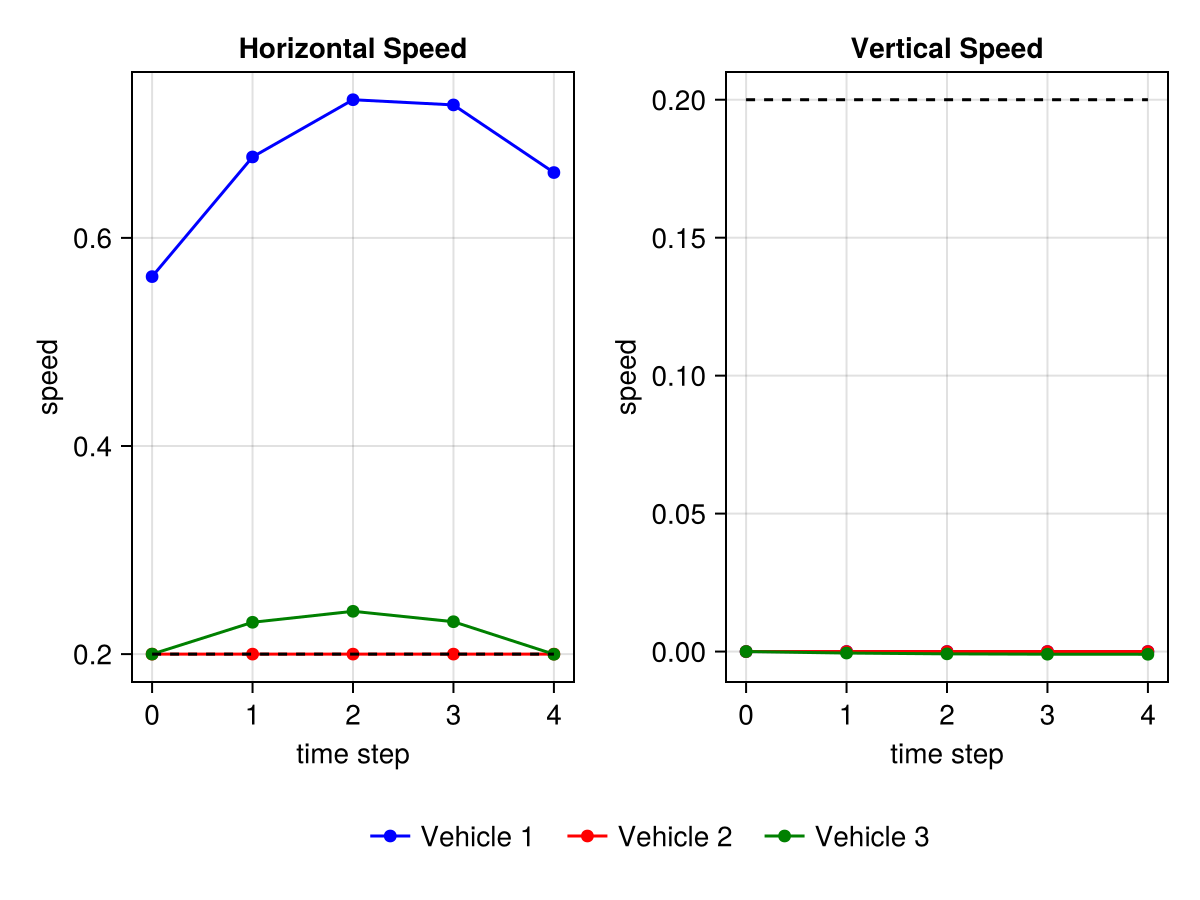 Horizontal Speed
speed
0.6
0.4
0.2
0 1 2 3 4
time step
Vertical Speed
speed
0.20
0.15
0.10
0.05
0.00
0 1 2 3 4
time step
Vehicle 1 Vehicle 2 Vehicle 3